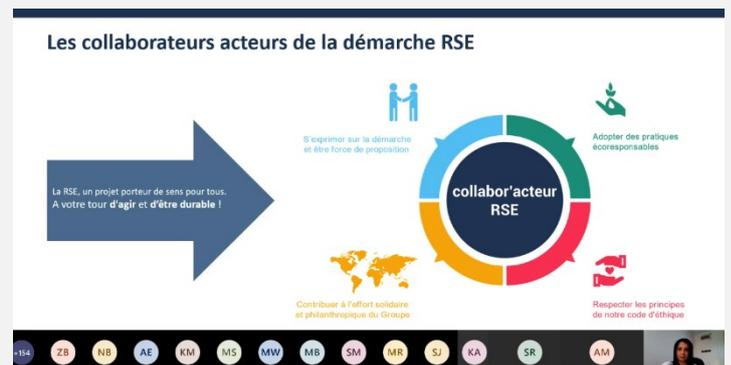 Les collaborateurs acteurs de la démarche RSE
S'exprimer sur la démarche
et être force de proposition
Adopter des pratiques
écoresponsables
La RSE, un projet porteur de sens pour tous.
A votre tour d'agir et d'être durable !
collabor'acteur
RSE
Contribuer à l'effort solidaire
et philanthropique du Groupe
Respecter les principes
de notre code d'éthique
+154 ZB NB AE KM MS MW MB SM MR SJ KA SR AM